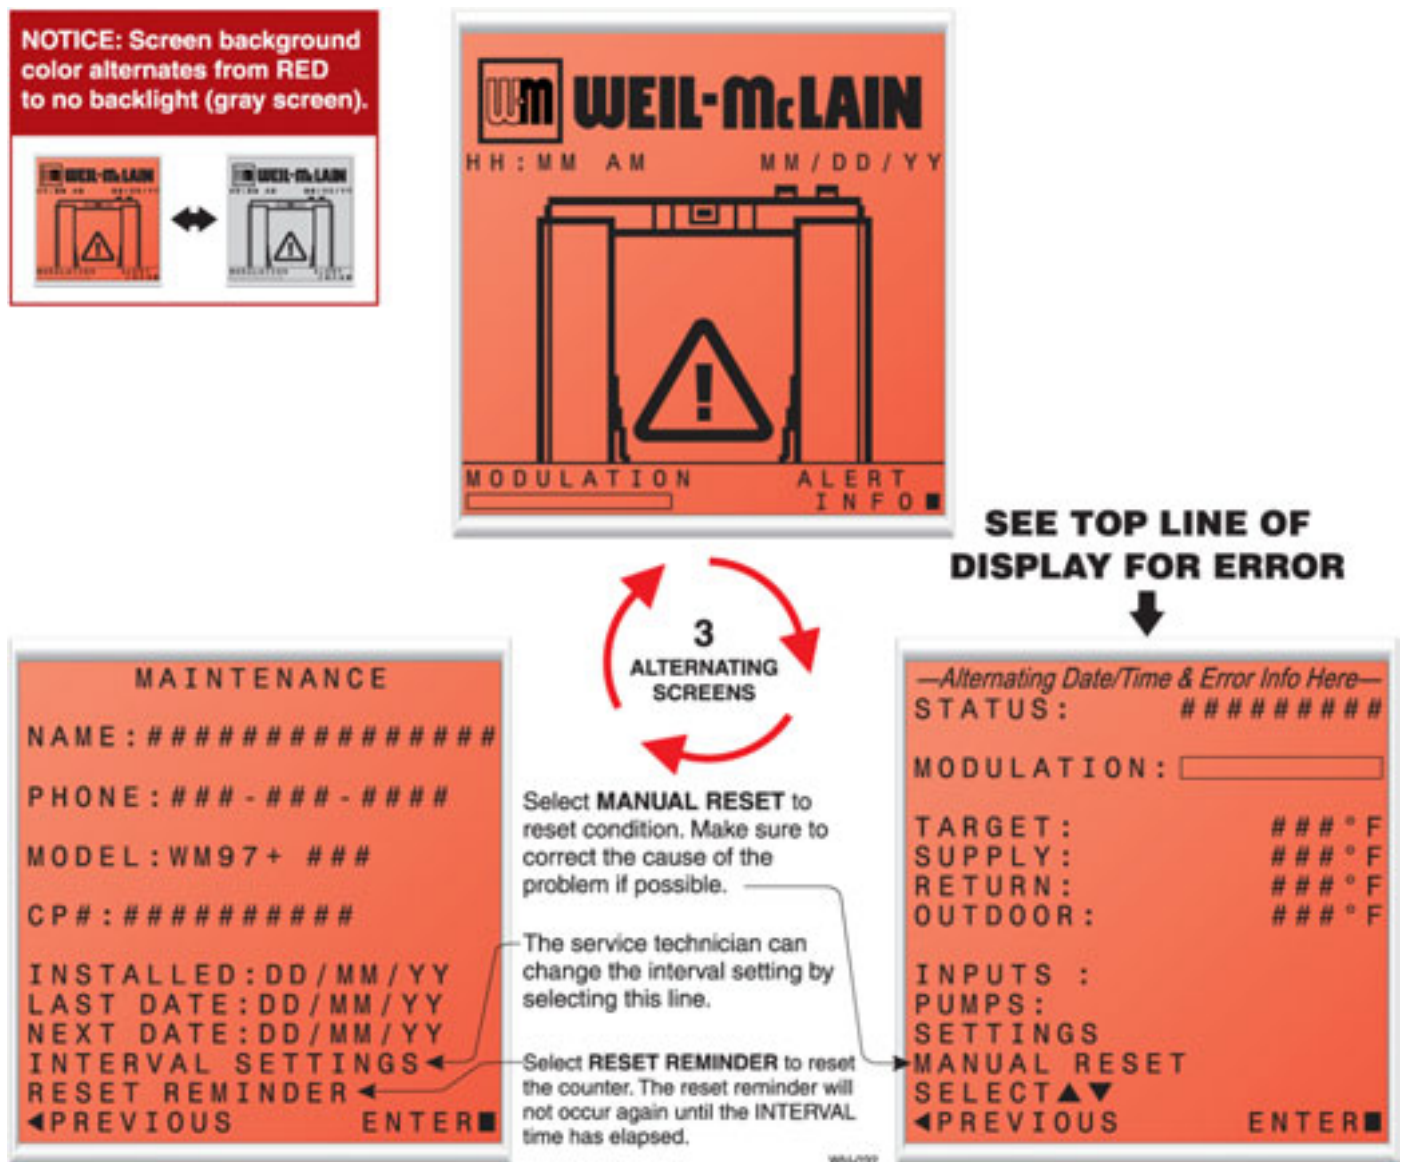 NOTICE: Screen background
color alternates from RED
to no backlight (gray screen).
WEIL-McLAIN
WEIL-McLAIN
WM WEIL-McLAIN
HH:MM AM MM/DD/YY
!
MODULATION ALERT
INFO■
SEE TOP LINE OF
DISPLAY FOR ERROR
3
ALTERNATING
SCREENS
MAINTENANCE
NAME:###############
PHONE:###-###-####
MODEL:WM97+ ###
CP#:##########
INSTALLED:DD/MM/YY
LAST DATE:DD/MM/YY
NEXT DATE:DD/MM/YY
INTERVAL SETTINGS
RESET REMINDER
◄PREVIOUS ENTER■
Select MANUAL RESET to
reset condition. Make sure to
correct the cause of the
problem if possible.
The service technician can
change the interval setting by
selecting this line.
Select RESET REMINDER to reset
the counter. The reset reminder will
not occur again until the INTERVAL
time has elapsed.
—Alternating Date/Time & Error Info Here—
STATUS: #########
MODULATION:
TARGET: ###°F
SUPPLY: ###°F
RETURN: ###°F
OUTDOOR: ###°F
INPUTS :
PUMPS:
SETTINGS
MANUAL RESET
SELECT▲▼
◄PREVIOUS ENTER■